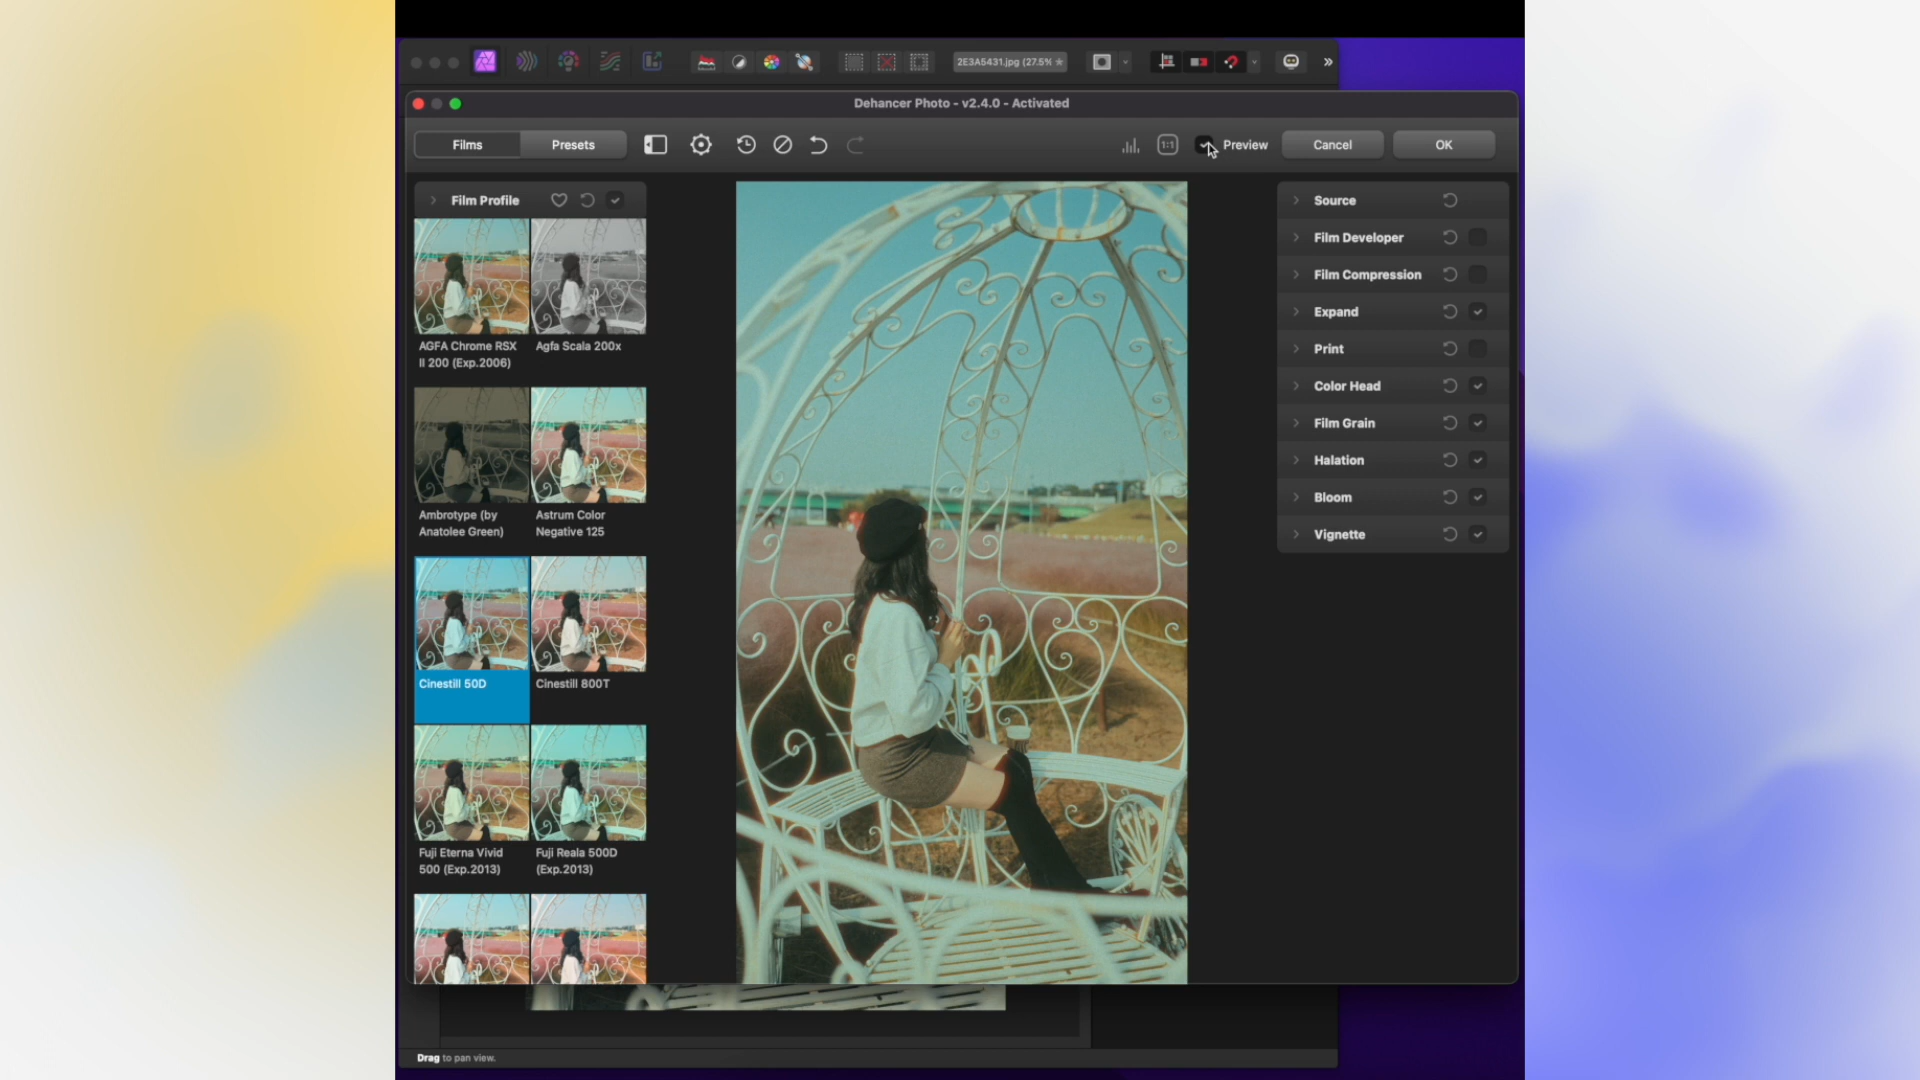 2E3A5431.jpg (27.5%
Dehancer Photo - v2.4.0 - Activated
Films
Presets
1:1
Preview
Cancel
OK
Film Profile
AGFA Chrome RSX
II 200 (Exp.2006)
Agfa Scala 200x
Ambrotype (by
Anatolee Green)
Astrum Color
Negative 125
Cinestill 50D
Cinestill 800T
Fuji Eterna Vivid
500 (Exp.2013)
Fuji Reala 500D
(Exp.2013)
Source
Film Developer
Film Compression
Expand
Print
Color Head
Film Grain
Halation
Bloom
Vignette
Drag to pan view.